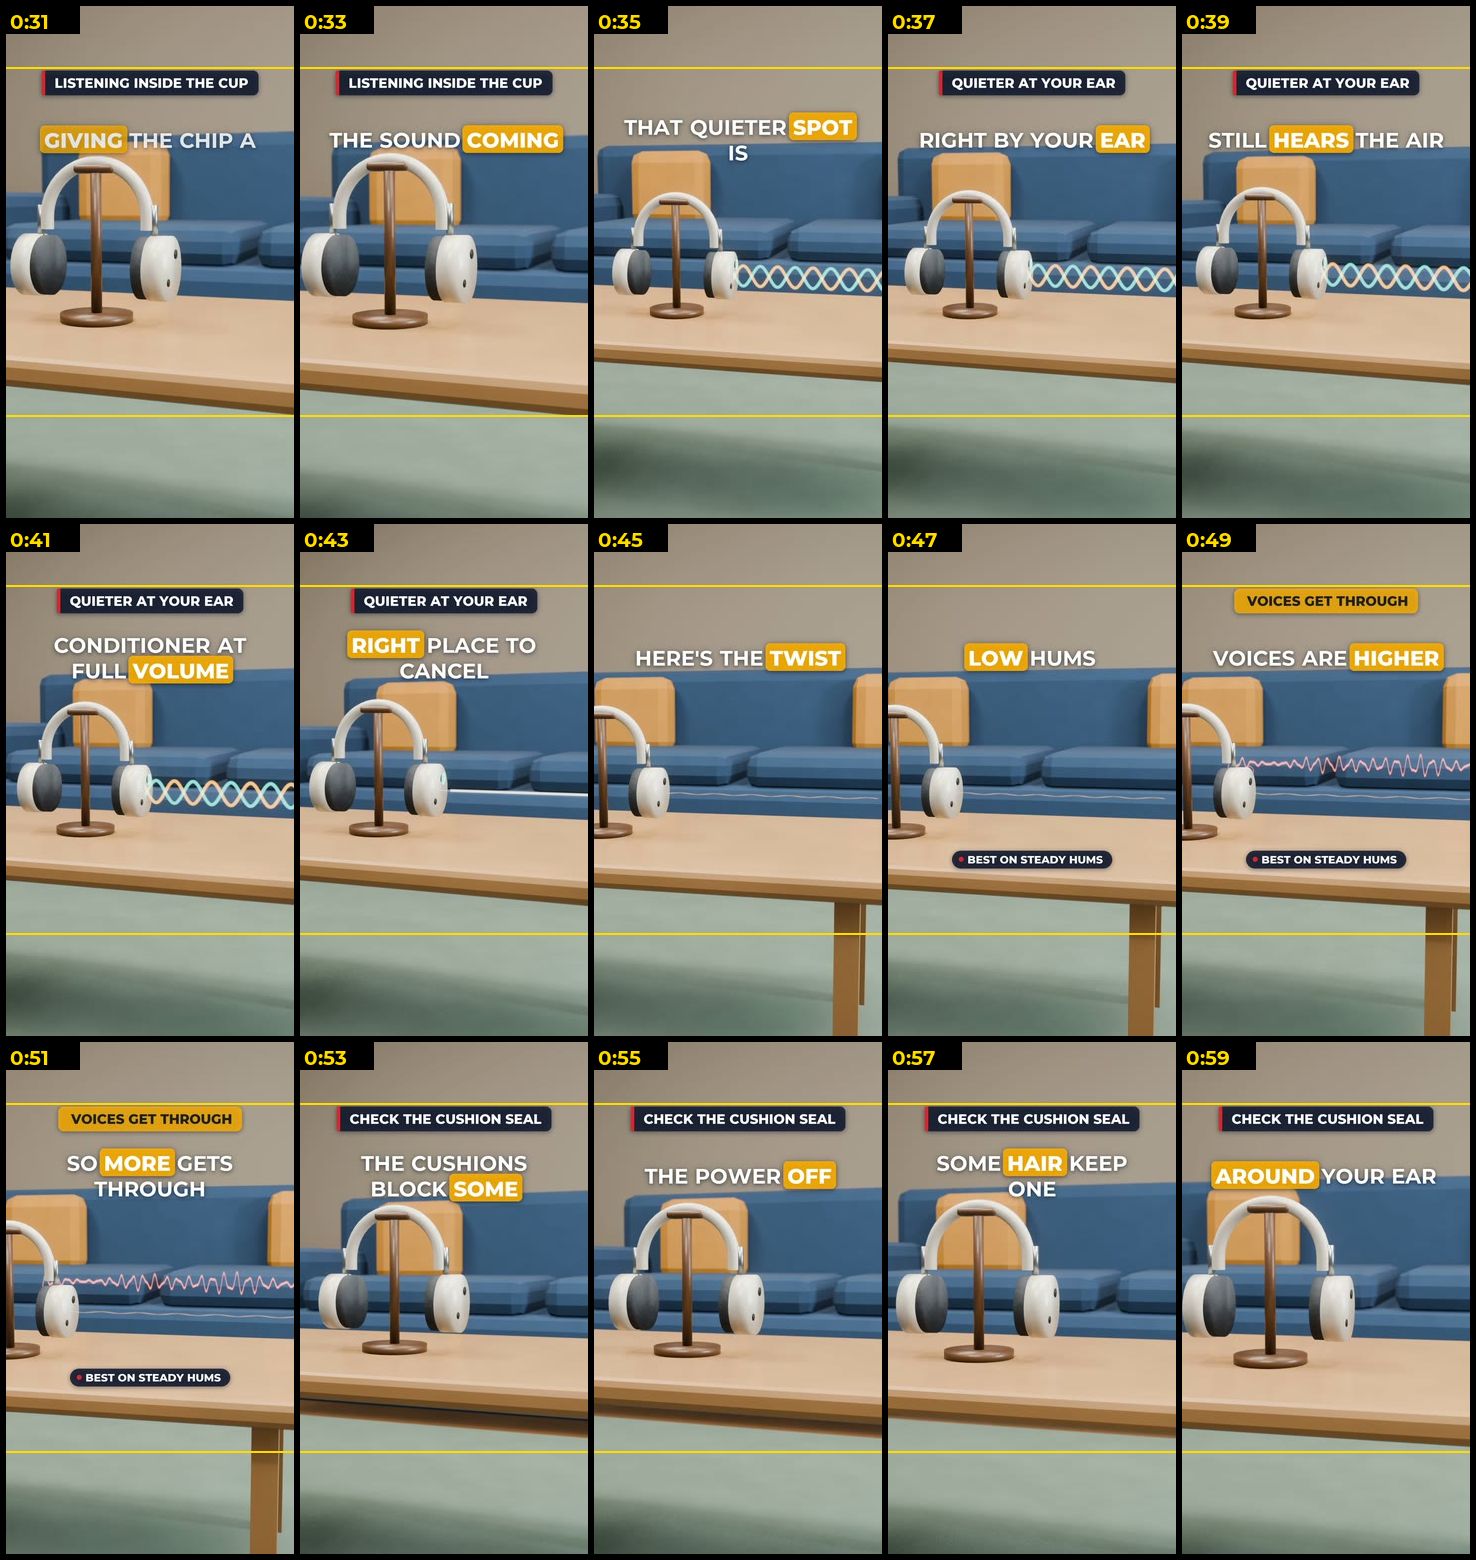 0:31
LISTENING INSIDE THE CUP
GIVING THE CHIP A
0:33
LISTENING INSIDE THE CUP
THE SOUND COMING
0:35
THAT QUIETER SPOT
IS
0:37
QUIETER AT YOUR EAR
RIGHT BY YOUR EAR
0:39
QUIETER AT YOUR EAR
STILL HEARS THE AIR
0:41
QUIETER AT YOUR EAR
CONDITIONER AT
FULL VOLUME
0:43
QUIETER AT YOUR EAR
RIGHT PLACE TO
CANCEL
0:45
HERE'S THE TWIST
0:47
LOW HUMS
BEST ON STEADY HUMS
0:49
VOICES GET THROUGH
VOICES ARE HIGHER
BEST ON STEADY HUMS
0:51
VOICES GET THROUGH
SO MORE GETS
THROUGH
BEST ON STEADY HUMS
0:53
CHECK THE CUSHION SEAL
THE CUSHIONS
BLOCK SOME
0:55
CHECK THE CUSHION SEAL
THE POWER OFF
0:57
CHECK THE CUSHION SEAL
SOME HAIR KEEP
ONE
0:59
CHECK THE CUSHION SEAL
AROUND YOUR EAR